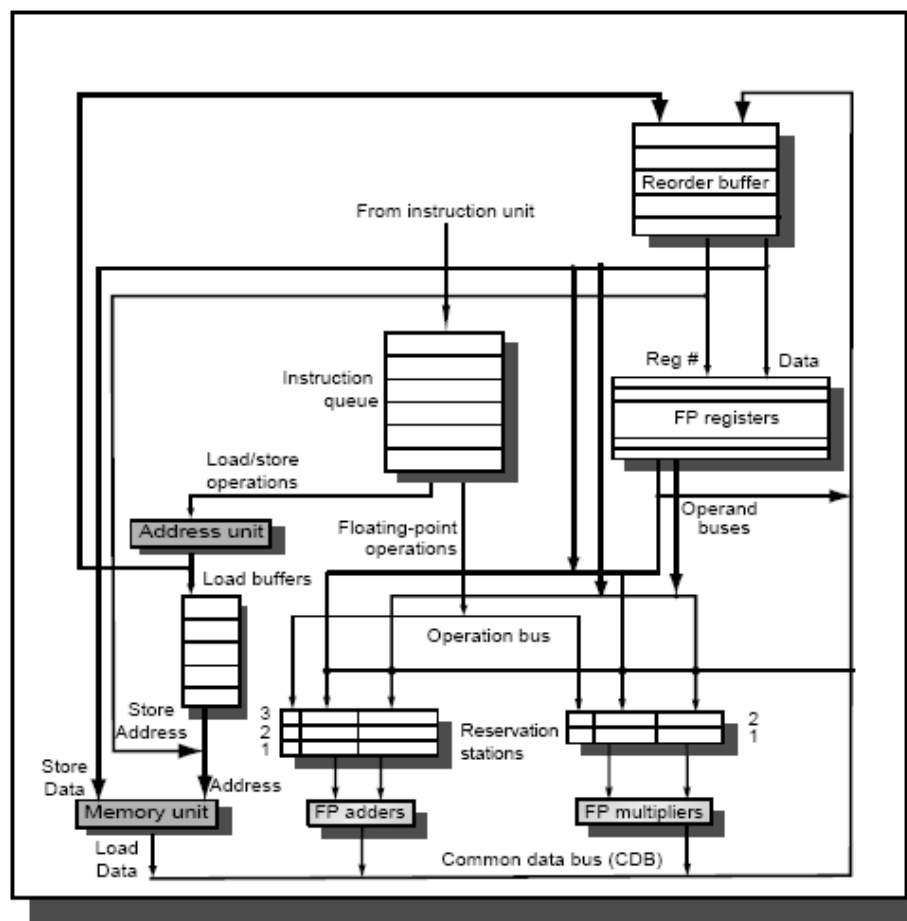 Reorder buffer
From instruction unit
Reg #
Data
Instruction
queue
FP registers
Load/store
operations
Operand
buses
Address unit
Floating-point
operations
Load buffers
Operation bus
Store
Address
3
2
1
Reservation
stations
2
1
Store
Data
Address
Memory unit
FP adders
FP multipliers
Load
Data
Common data bus (CDB)